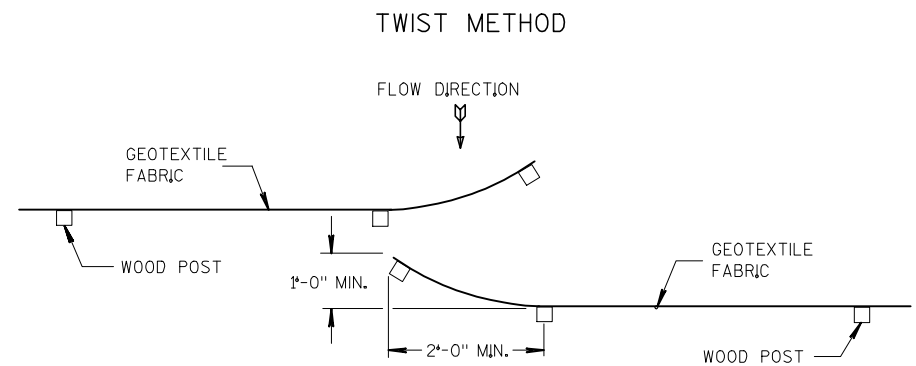 TWIST METHOD
FLOW DIRECTION
GEOTEXTILE
FABRIC
WOOD POST
1'-0" MIN.
GEOTEXTILE
FABRIC
2'-0" MIN.
WOOD POST